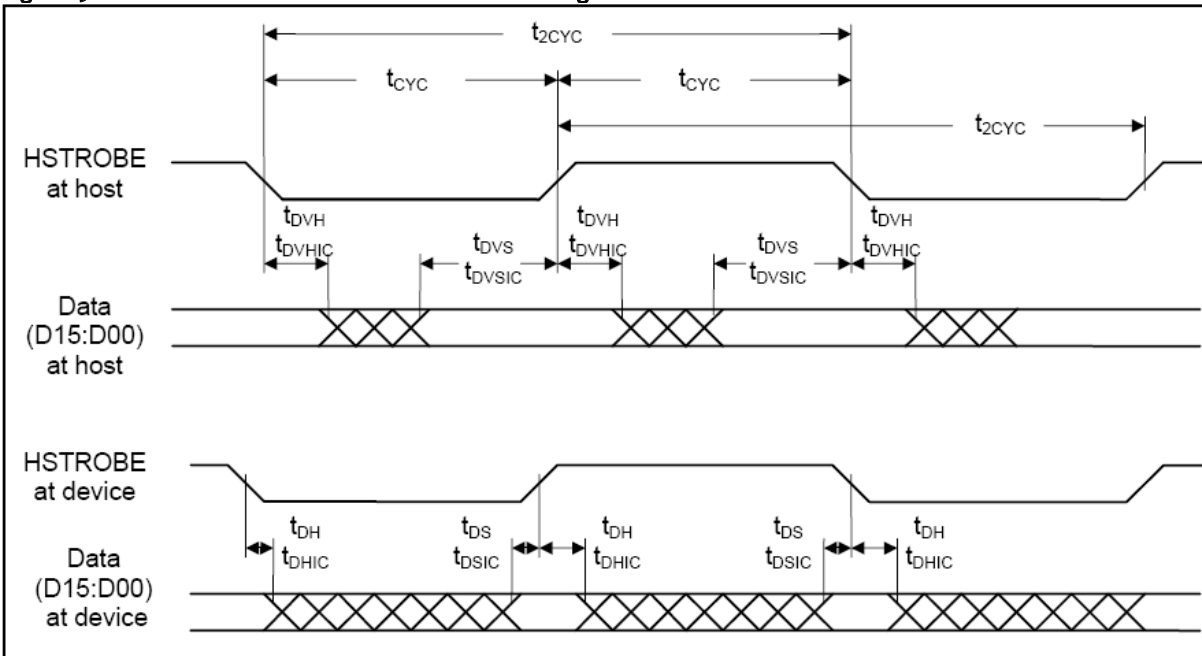 t2CYC
tCYC
tCYC
t2CYC
HSTROBE
at host
tDVH
tDVHIC
tDVS
tDVSIC
tDVH
tDVHIC
tDVS
tDVSIC
tDVH
tDVHIC
Data
(D15:D00)
at host
HSTROBE
at device
tDH
tDHIC
tDS
tDSIC
tDH
tDHIC
tDS
tDSIC
tDH
tDHIC
Data
(D15:D00)
at device